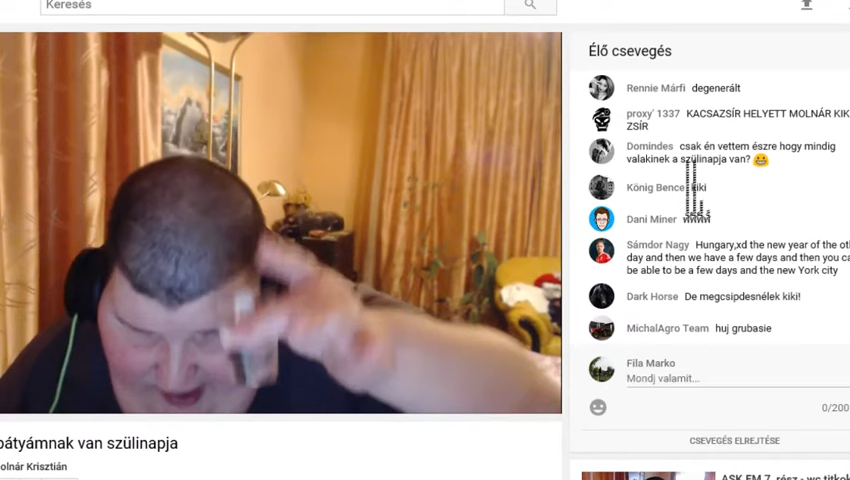 Keresés
Élő csevegés
Rennie Márfi degenerált
proxy' 1337 KACSAZSÍR HELYETT MOLNÁR KIK
ZSÍR
Domindes csak én vettem észre hogy mindig
valakinek a szülinapja van?
König Bence kiki
Dani Miner
Sámdor Nagy Hungary,xd the new year of the ot
day and then we have a few days and then you ca
be able to be a few days and the new York city
Dark Horse De megcsipdesnélek kiki!
MichalAgro Team huj grubasie
Fila Marko
Mondj valamit...
0/200
CSEVEGÉS ELREJTÉSE
bátyámnak van szülinapja
olnár Krisztián
ASK.FM 7. rész - wc titkok